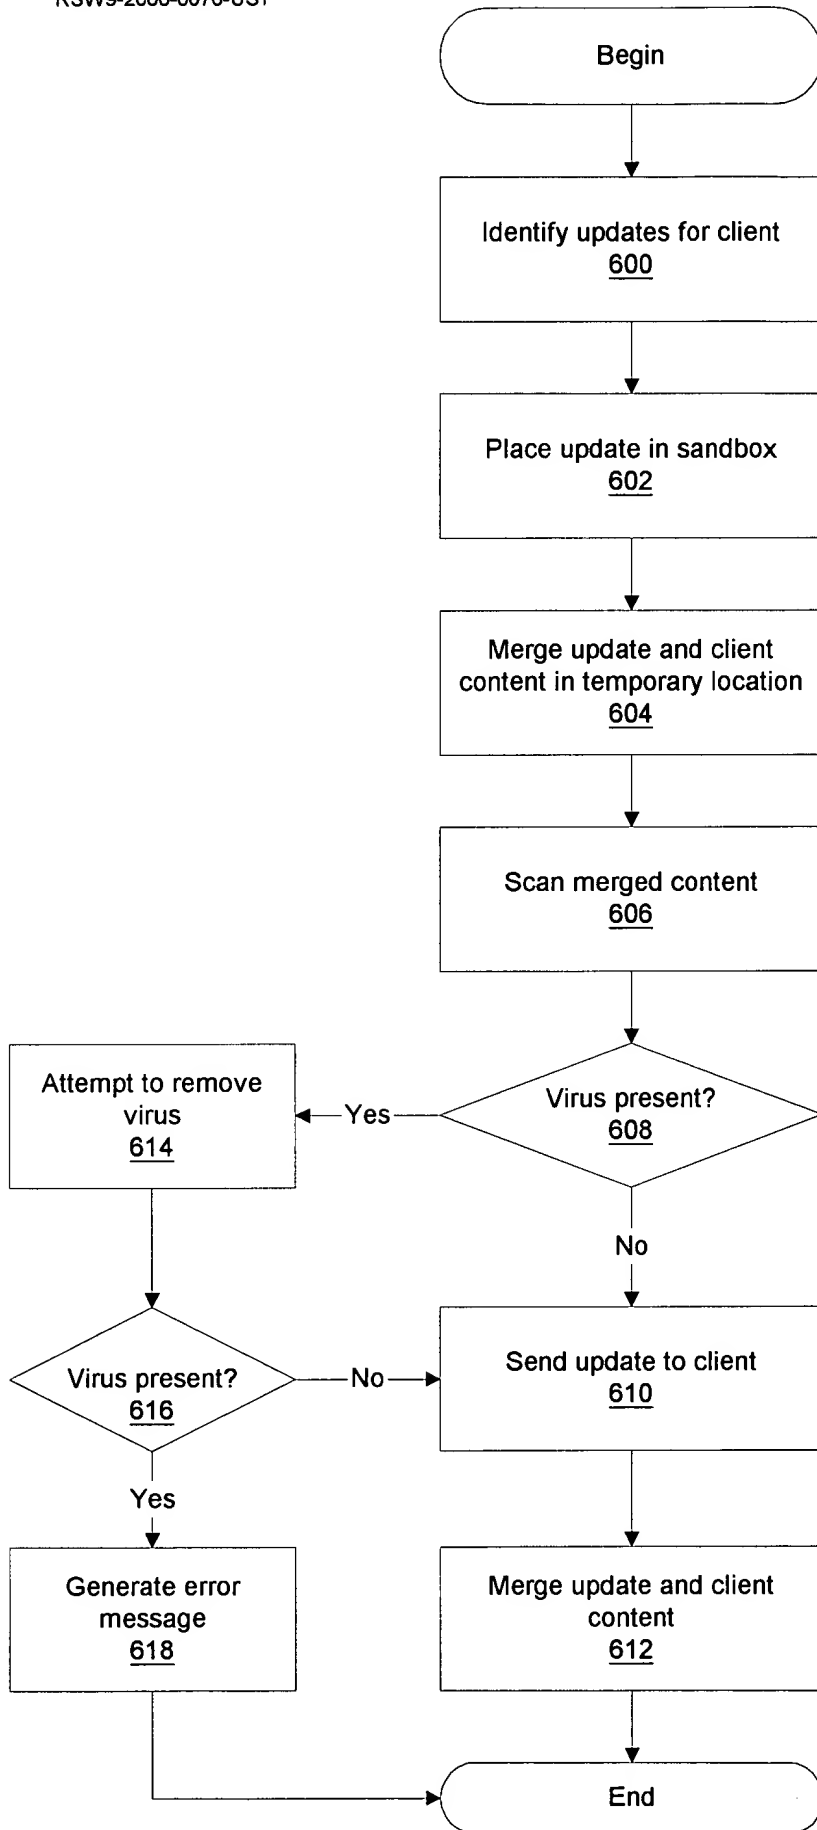 Begin
Identify updates for client
600
Place update in sandbox
602
Merge update and client
content in temporary location
604
Scan merged content
606
Virus present?
608
Yes
Attempt to remove
virus
614
No
Virus present?
616
No
Send update to client
610
Yes
Generate error
message
618
Merge update and client
content
612
End